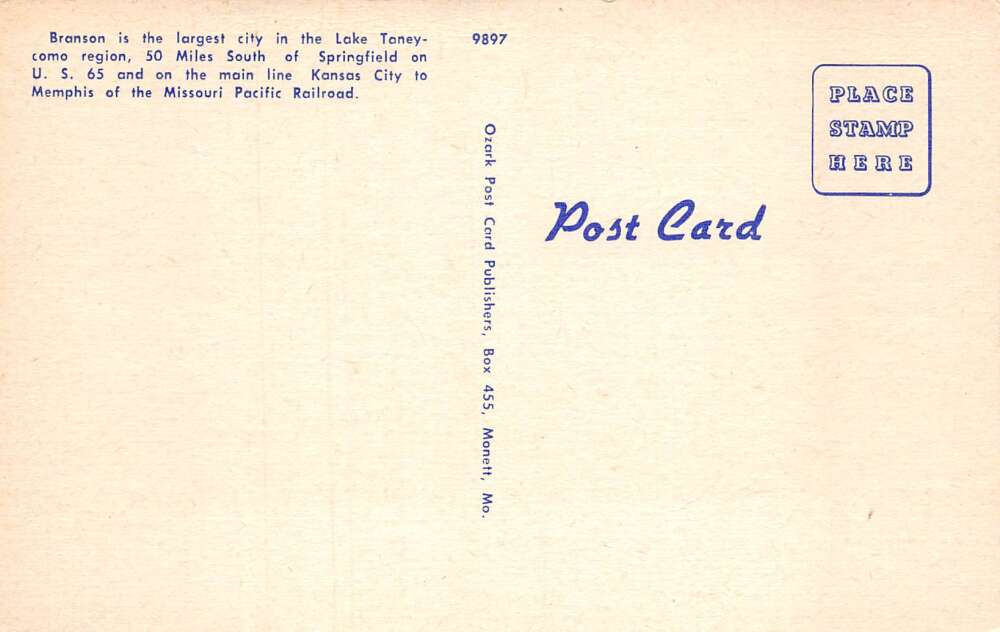 Branson is the largest city in the Lake Taney-
como region, 50 Miles South of Springfield on
U. S. 65 and on the main line Kansas City to
Memphis of the Missouri Pacific Railroad.
9897
Ozark Post Card Publishers, Box 455, Monett, Mo.
Post Card
PLACE
STAMP
HERE